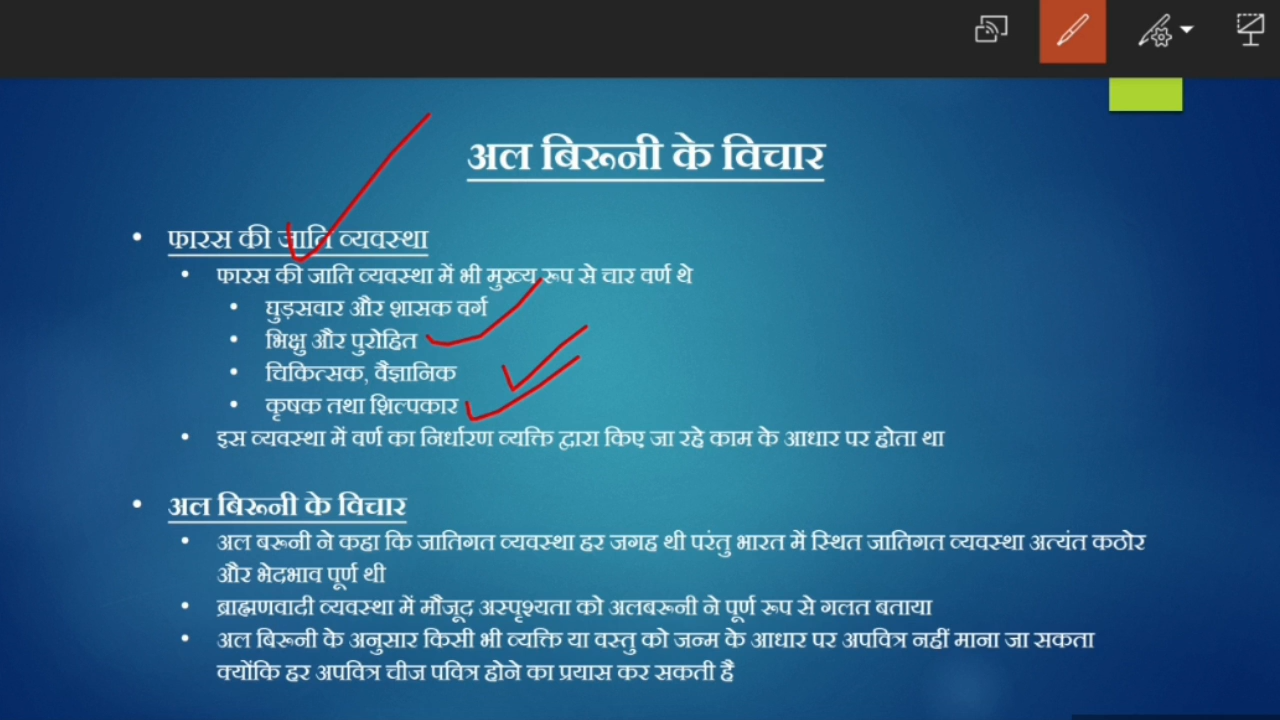 अल बिरूनी के विचार
फारस की जाति व्यवस्था
फारस की जाति व्यवस्था में भी मुख्य रूप से चार वर्ण थे
घुड़सवार और शासक वर्ग
भिक्षु और पुरोहित
चिकित्सक, वैज्ञानिक
कृषक तथा शिल्पकार
इस व्यवस्था में वर्ण का निर्धारण व्यक्ति द्वारा किए जा रहे काम के आधार पर होता था
अल बिरूनी के विचार
अल बरूनी ने कहा कि जातिगत व्यवस्था हर जगह थी परंतु भारत में स्थित जातिगत व्यवस्था अत्यंत कठोर
और भेदभाव पूर्ण थी
ब्राह्मणवादी व्यवस्था में मौजूद अस्पृश्यता को अलबरूनी ने पूर्ण रूप से गलत बताया
अल बिरूनी के अनुसार किसी भी व्यक्ति या वस्तु को जन्म के आधार पर अपवित्र नहीं माना जा सकता
क्योंकि हर अपवित्र चीज पवित्र होने का प्रयास कर सकती है